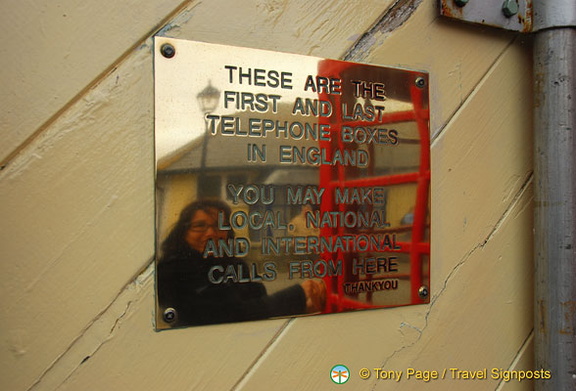 THESE ARE THE
FIRST AND LAST
TELEPHONE BOXES
IN ENGLAND
YOU MAY MAKE
LOCAL, NATIONAL
AND INTERNATIONAL
CALLS FROM HERE
THANKYOU
© Tony Page / Travel Signposts